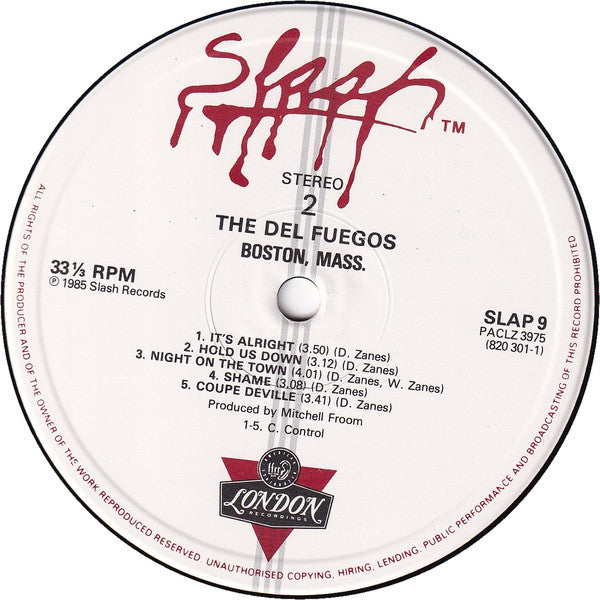 Slash
TM
STEREO
2
THE DEL FUEGOS
BOSTON, MASS.
33⅓ RPM
Ⓟ 1985 Slash Records
SLAP 9
PACLZ 3975
(820 301-1)
1. IT'S ALRIGHT (3.50) (D. Zanes)
2. HOLD US DOWN (3.12) (D. Zanes)
3. NIGHT ON THE TOWN (4.01) (D. Zanes, W. Zanes)
4. SHAME (3.08) (D. Zanes)
5. COUPE DEVILLE (3.41) (D. Zanes)
Produced by Mitchell Froom
1-5. C. Control
ffrr
LONDON
RECORDINGS
ALL RIGHTS OF THE PRODUCER AND OF THE OWNER OF THE WORK REPRODUCED RESERVED. UNAUTHORISED COPYING, HIRING, LENDING, PUBLIC PERFORMANCE AND BROADCASTING OF THIS RECORD PROHIBITED